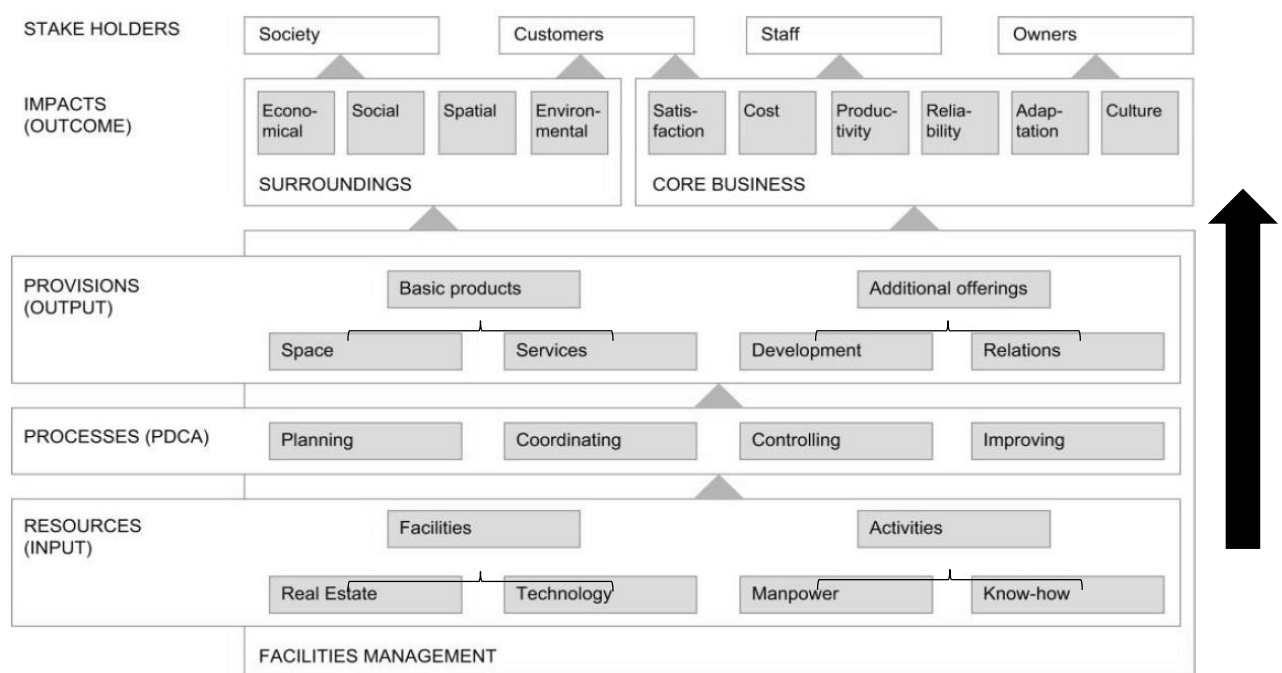 STAKE HOLDERS
Society
Customers
Staff
Owners
IMPACTS
(OUTCOME)
Econo-
mical
Social
Spatial
Environ-
mental
SURROUNDINGS
Satis-
faction
Cost
Produc-
tivity
Relia-
bility
Adap-
tation
Culture
CORE BUSINESS
PROVISIONS
(OUTPUT)
Basic products
Additional offerings
Space
Services
Development
Relations
PROCESSES (PDCA)
Planning
Coordinating
Controlling
Improving
RESOURCES
(INPUT)
Facilities
Activities
Real Estate
Technology
Manpower
Know-how
FACILITIES MANAGEMENT